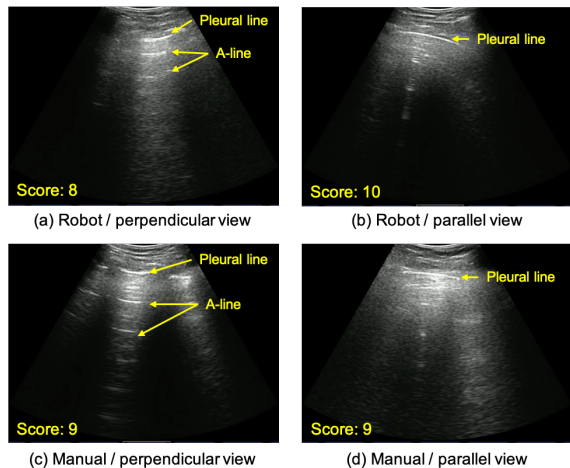 Pleural line
A-line
Score: 8
(a) Robot / perpendicular view
Pleural line
Score: 10
(b) Robot / parallel view
Pleural line
A-line
Score: 9
(c) Manual / perpendicular view
Pleural line
Score: 9
(d) Manual / parallel view